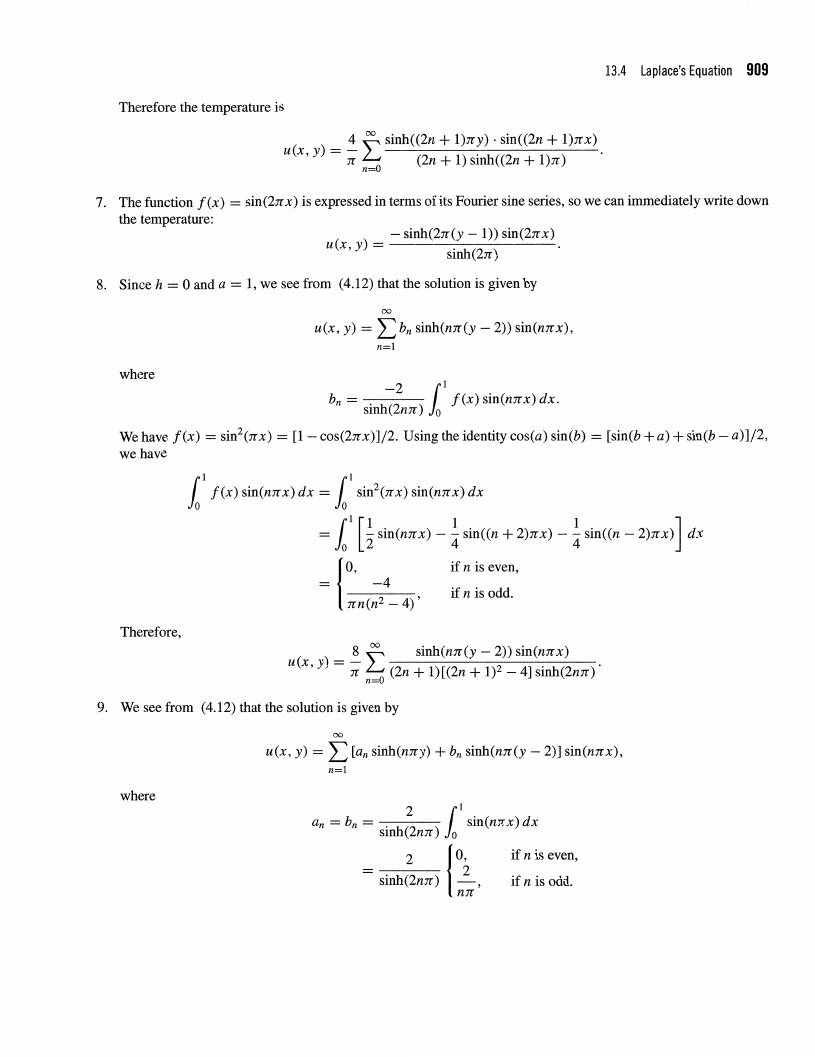 13.4 Laplace's Equation 909
Therefore the temperature is
u(x, y) = \frac{4}{\pi} \sum_{n=0}^{\infty} \frac{\sinh((2n + 1)\pi y) \cdot \sin((2n + 1)\pi x)}{(2n + 1) \sinh((2n + 1)\pi)}.
7. The function f(x) = sin(2πx) is expressed in terms of its Fourier sine series, so we can immediately write down
the temperature:
u(x, y) = \frac{-\sinh(2\pi(y - 1)) \sin(2\pi x)}{\sinh(2\pi)}.
8. Since h = 0 and a = 1, we see from (4.12) that the solution is given by
u(x, y) = \sum_{n=1}^{\infty} b_n \sinh(n\pi(y - 2)) \sin(n\pi x),
where
b_n = \frac{-2}{\sinh(2n\pi)} \int_0^1 f(x) \sin(n\pi x) dx.
We have f(x) = sin²(πx) = [1 − cos(2πx)]/2. Using the identity cos(a) sin(b) = [sin(b + a) + sin(b − a)]/2,
we have
\int_0^1 f(x) \sin(n\pi x) dx = \int_0^1 \sin^2(\pi x) \sin(n\pi x) dx
= \int_0^1 \left[ \frac{1}{2} \sin(n\pi x) - \frac{1}{4} \sin((n + 2)\pi x) - \frac{1}{4} \sin((n - 2)\pi x) \right] dx
= \begin{cases} 0, & \text{if } n \text{ is even,} \\ \frac{-4}{\pi n(n^2 - 4)}, & \text{if } n \text{ is odd.} \end{cases}
Therefore,
u(x, y) = \frac{8}{\pi} \sum_{n=0}^{\infty} \frac{\sinh(n\pi(y - 2)) \sin(n\pi x)}{(2n + 1)[(2n + 1)^2 - 4] \sinh(2n\pi)}.
9. We see from (4.12) that the solution is given by
u(x, y) = \sum_{n=1}^{\infty} [a_n \sinh(n\pi y) + b_n \sinh(n\pi(y - 2)] \sin(n\pi x),
where
a_n = b_n = \frac{2}{\sinh(2n\pi)} \int_0^1 \sin(n\pi x) dx
= \frac{2}{\sinh(2n\pi)} \begin{cases} 0, & \text{if } n \text{ is even,} \\ \frac{2}{n\pi}, & \text{if } n \text{ is odd.} \end{cases}